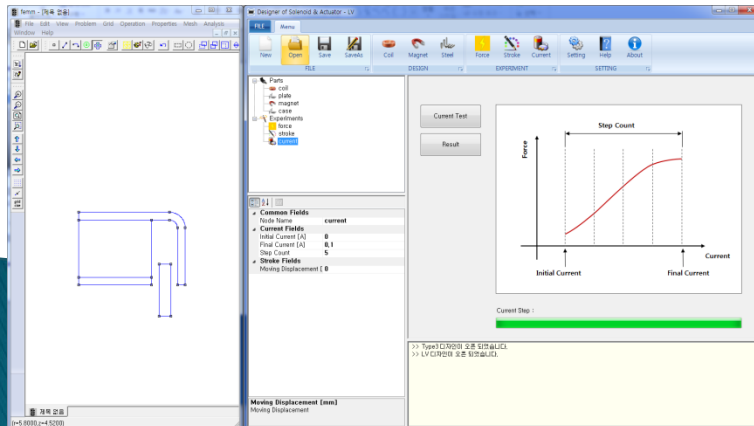 femm - [제목 없음]
File Edit View Problem Grid Operation Properties Mesh Analysis
Window Help
제목 없음
(r=5.8000,z=4.5200)
Designer of Solenoid & Actuator - LV
FILE Menu
New Open Save SaveAs Coil Magnet Steel Force Stroke Current Setting Help About
FILE DESIGN EXPERIMENT SETTING
Parts
coil
plate
magnet
case
Experiments
force
stroke
current
Common Fields
Node Name current
Current Fields
Initial Current [A] 0
Final Current [A] 0,1
Step Count 5
Stroke Fields
Moving Displacement [ 0
Moving Displacement [mm]
Moving Displacement
Current Test
Result
Step Count
Force
Current
Initial Current Final Current
Current Step :
>> Type3 디자인이 오픈 되었습니다.
>> LV 디자인이 오픈 되었습니다.